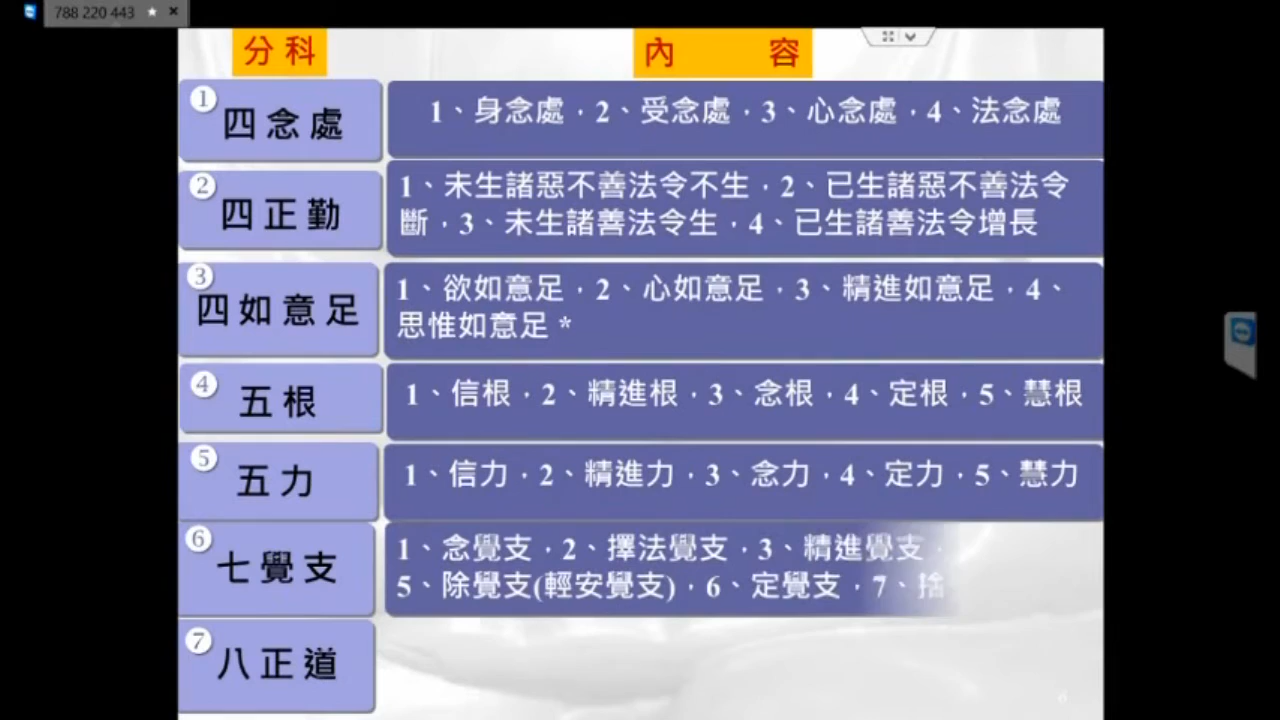 788 220 443
分科
內 容
1 四念處
1、身念處，2、受念處，3、心念處，4、法念處
2 四正勤
1、未生諸惡不善法令不生，2、已生諸惡不善法令
斷，3、未生諸善法令生，4、已生諸善法令增長
3 四如意足
1、欲如意足，2、心如意足，3、精進如意足，4、
思惟如意足 *
4 五根
1、信根，2、精進根，3、念根，4、定根，5、慧根
5 五力
1、信力，2、精進力，3、念力，4、定力，5、慧力
6 七覺支
1、念覺支，2、擇法覺支，3、精進覺支，
5、除覺支(輕安覺支)，6、定覺支，7、捨
7 八正道
6